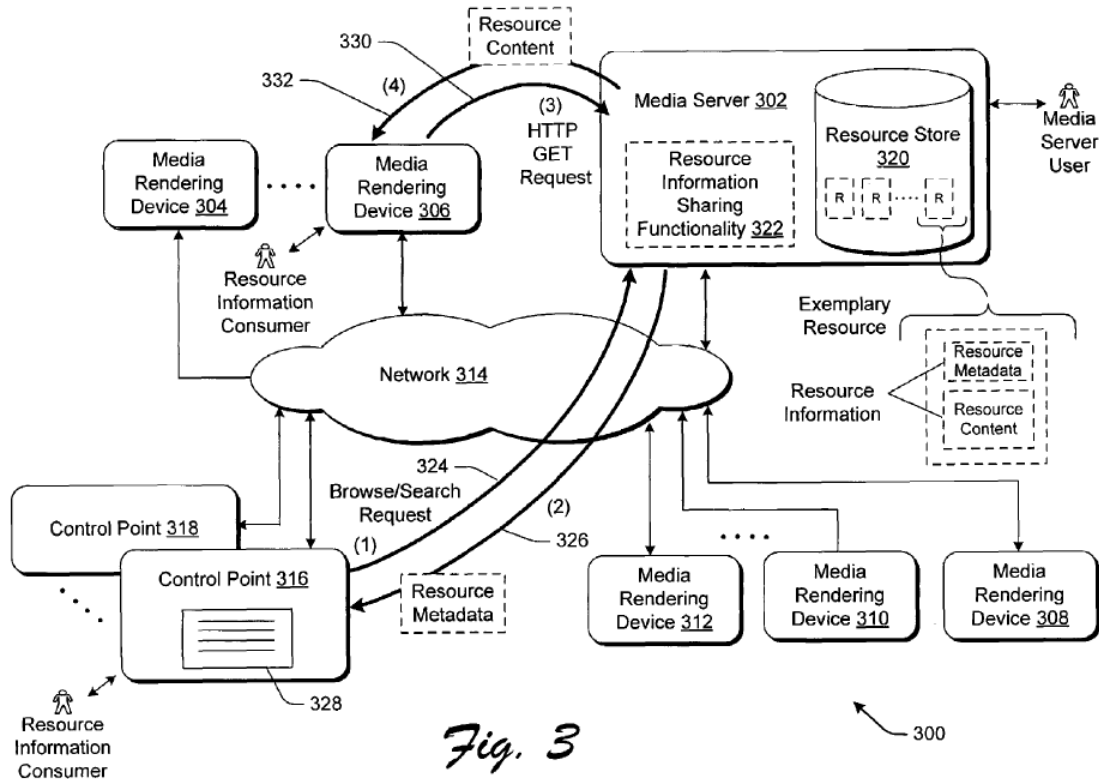 Resource
Content
330
332
(4)
(3)
HTTP
GET
Request
Media Server 302
Resource
Information
Sharing
Functionality 322
Resource Store
320
R R ····· R
Media
Server
User
Media
Rendering
Device 304
Media
Rendering
Device 306
Resource
Information
Consumer
Exemplary
Resource
Resource
Information
Resource
Metadata
Resource
Content
Network 314
324
Browse/Search
Request
(1)
(2)
326
Resource
Metadata
Control Point 318
Control Point 316
328
Resource
Information
Consumer
Media
Rendering
Device 312
Media
Rendering
Device 310
Media
Rendering
Device 308
300
Fig. 3